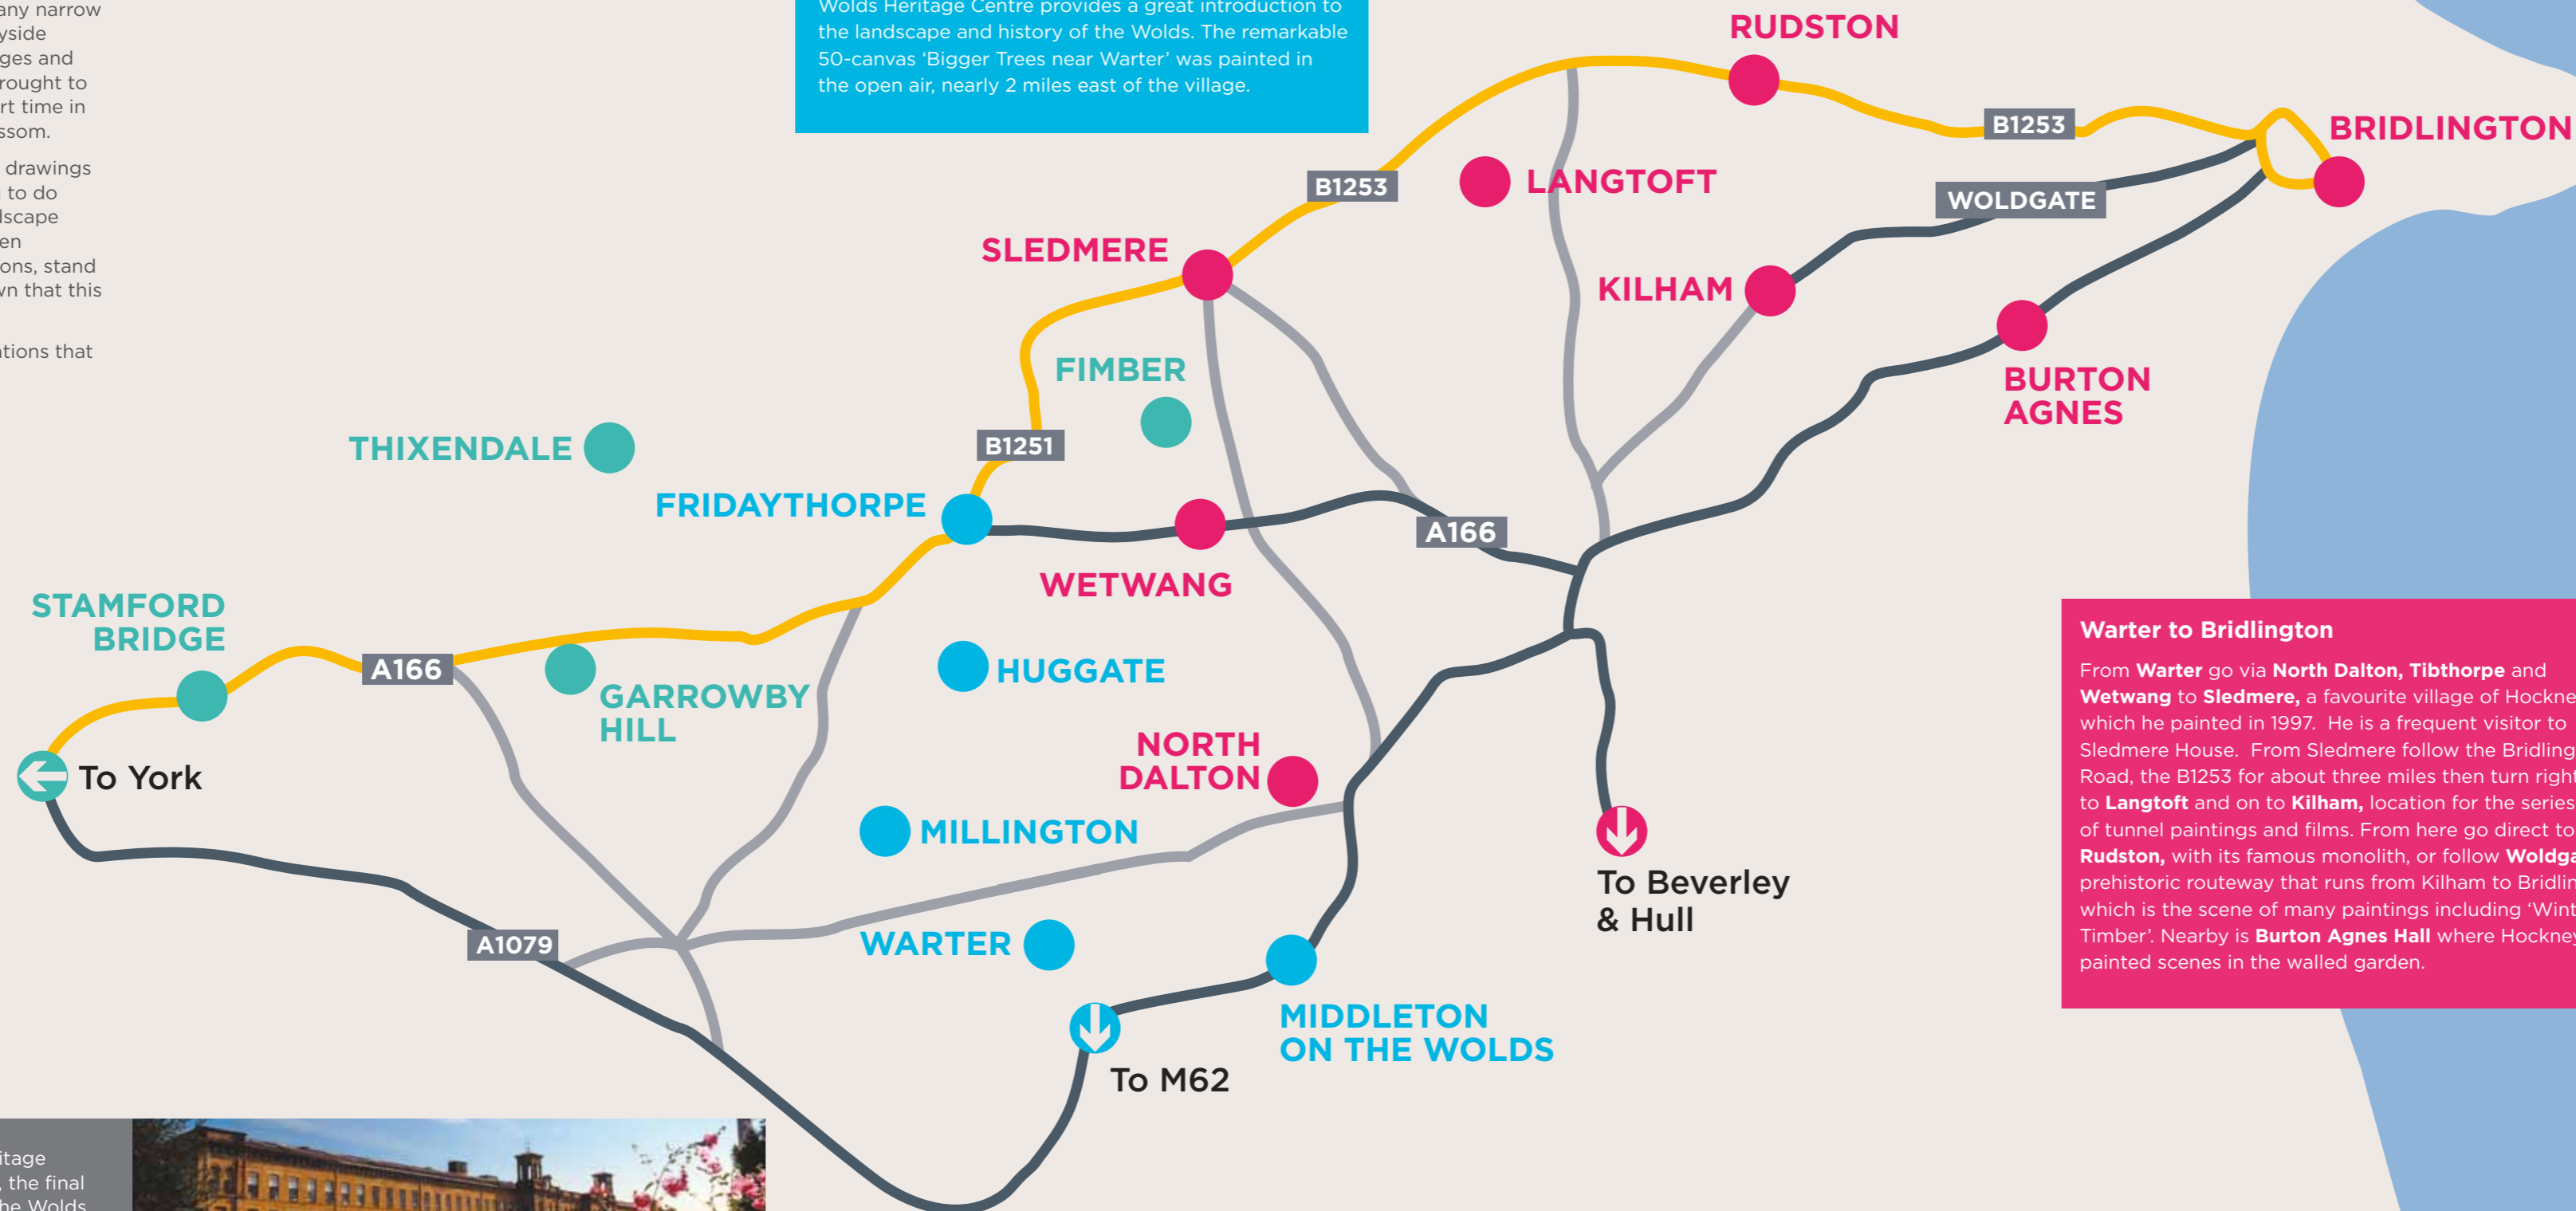 any narrow
yside
ges and
rought to
rt time in
ssom.
drawings
to do
dscape
en
ons, stand
wn that this
ations that
Wolds Heritage Centre provides a great introduction to
the landscape and history of the Wolds. The remarkable
50-canvas ‘Bigger Trees near Warter’ was painted in
the open air, nearly 2 miles east of the village.
RUDSTON
B1253
BRIDLINGTON
B1253
LANGTOFT
WOLDGATE
SLEDMERE
KILHAM
FIMBER
BURTON
AGNES
THIXENDALE
B1251
FRIDAYTHORPE
A166
WETWANG
STAMFORD
BRIDGE
A166
HUGGATE
GARROWBY
HILL
NORTH
DALTON
To York
MILLINGTON
To Beverley
& Hull
A1079
WARTER
MIDDLETON
ON THE WOLDS
To M62
Warter to Bridlington
From Warter go via North Dalton, Tibthorpe and
Wetwang to Sledmere, a favourite village of Hockne
which he painted in 1997. He is a frequent visitor to
Sledmere House. From Sledmere follow the Bridling
Road, the B1253 for about three miles then turn right
to Langtoft and on to Kilham, location for the series
of tunnel paintings and films. From here go direct to
Rudston, with its famous monolith, or follow Woldga
prehistoric routeway that runs from Kilham to Bridlin
which is the scene of many paintings including ‘Wint
Timber’. Nearby is Burton Agnes Hall where Hockney
painted scenes in the walled garden.
itage
, the final
he Wolds